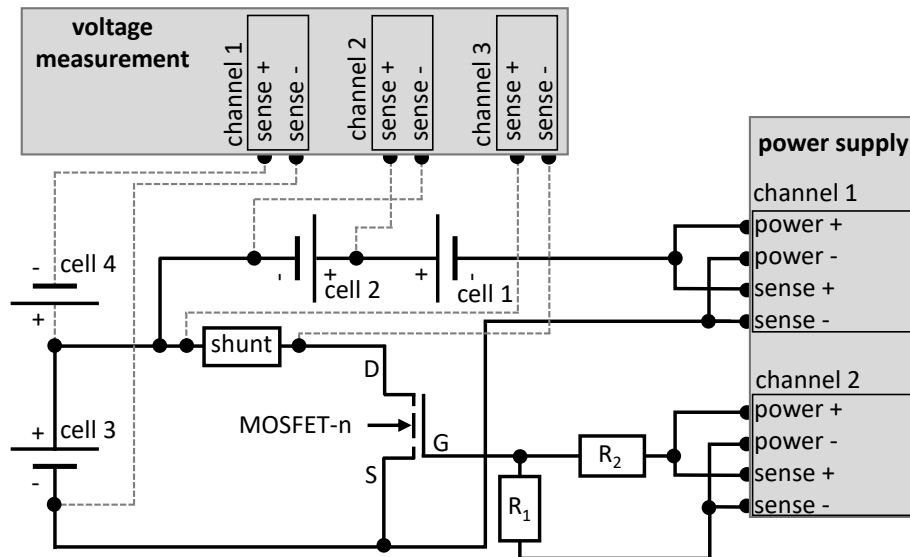 voltage
measurement
channel 1
sense +
sense -
channel 2
sense +
sense -
channel 3
sense +
sense -
power supply
channel 1
power +
power -
sense +
sense -
- cell 4
+
- + cell 2
+ - cell 1
shunt
D
+ cell 3
-
MOSFET-n
G
S
R2
R1
channel 2
power +
power -
sense +
sense -